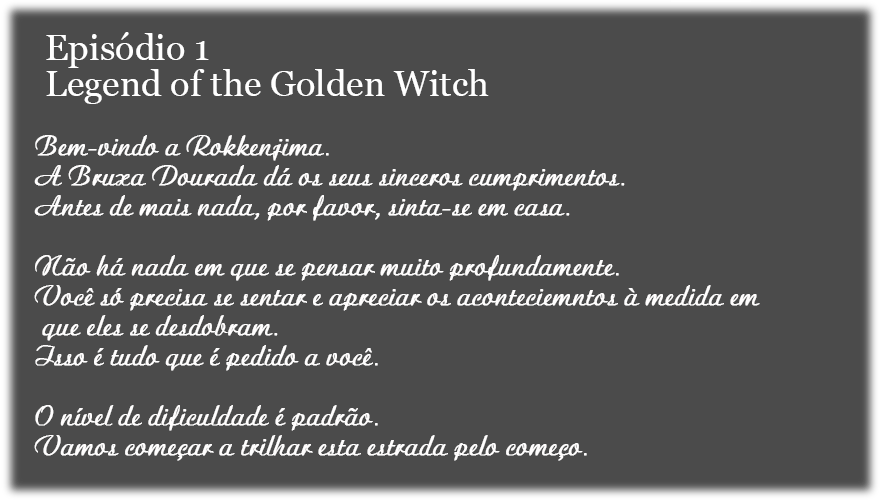 Episódio 1
Legend of the Golden Witch
Bem-vindo a Rokkenjima.
A Bruxa Dourada dá os seus sinceros cumprimentos.
Antes de mais nada, por favor, sinta-se em casa.
Não há nada em que se pensar muito profundamente.
Você só precisa se sentar e apreciar os aconteciemntos à medida em
que eles se desdobram.
Isso é tudo que é pedido a você.
O nível de dificuldade é padrão.
Vamos começar a trilhar esta estrada pelo começo.